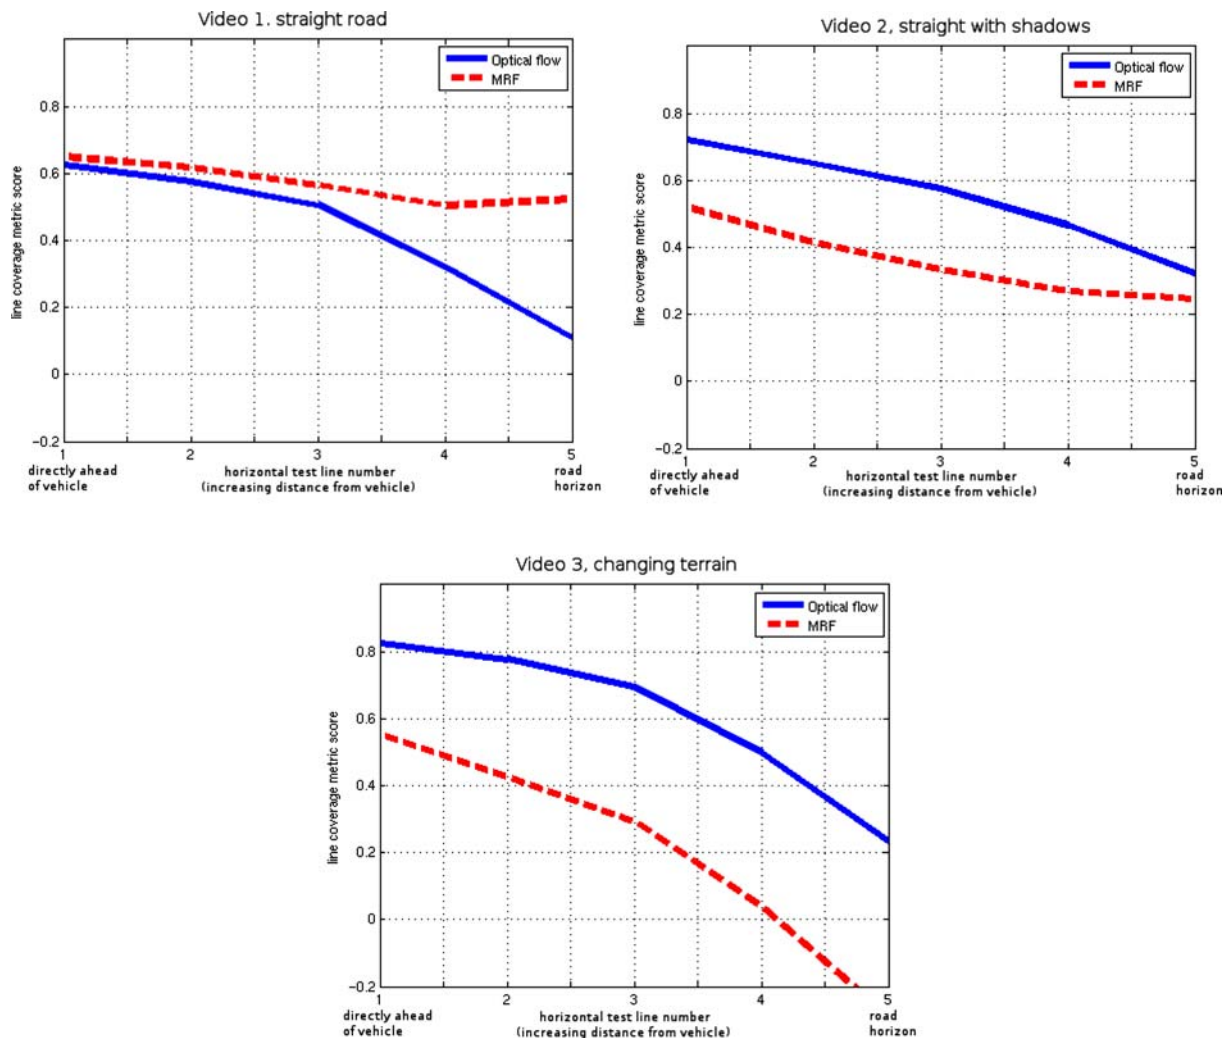 Video 1. straight road
Optical flow
MRF
line coverage metric score
0.8
0.6
0.4
0.2
0
−0.2
1
2
3
4
5
directly ahead
of vehicle
horizontal test line number
(increasing distance from vehicle)
road
horizon
Video 2, straight with shadows
Optical flow
MRF
line coverage metric score
0.8
0.6
0.4
0.2
0
−0.2
1
2
3
4
5
directly ahead
of vehicle
horizontal test line number
(increasing distance from vehicle)
road
horizon
Video 3, changing terrain
Optical flow
MRF
line coverage metric score
0.8
0.6
0.4
0.2
0
−0.2
1
2
3
4
5
directly ahead
of vehicle
horizontal test line number
(increasing distance from vehicle)
road
horizon